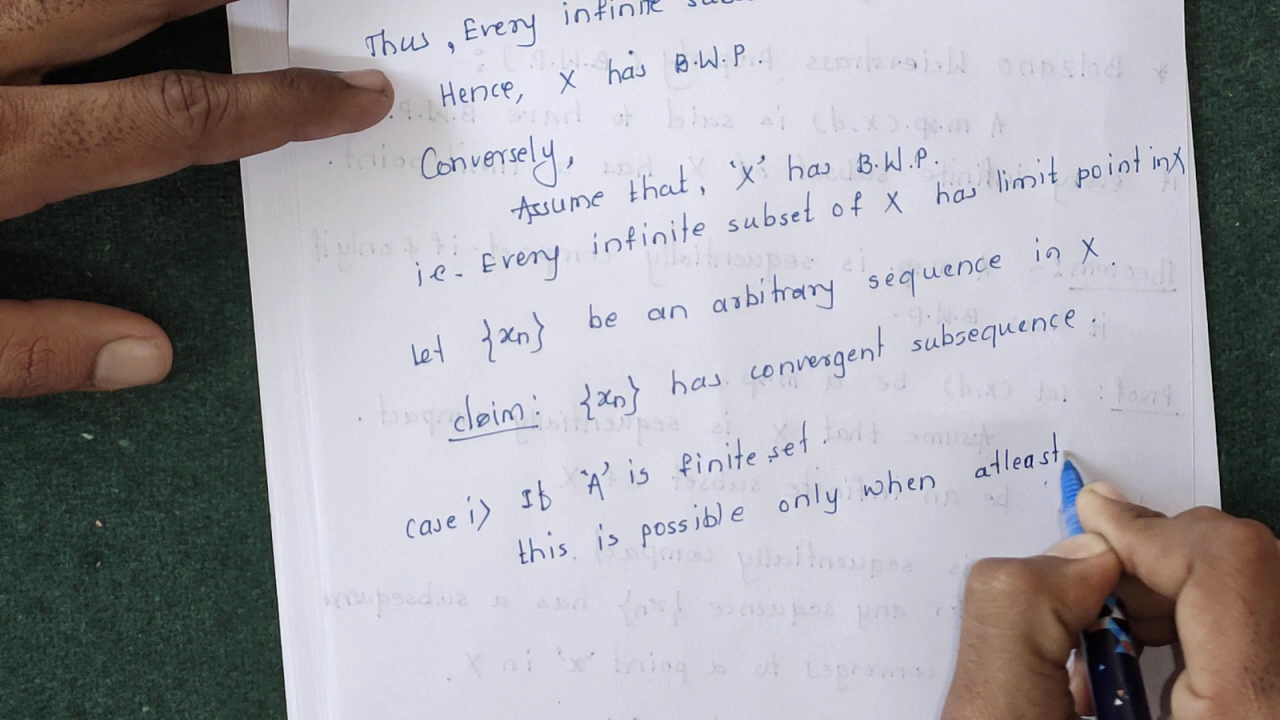 Thus, Every infinite
Hence, X has B.W.P.
Conversely,
Assume that, 'X' has B.W.P.
i.e. Every infinite subset of X has limit point in X
Let {xn} be an arbitrary sequence in X.
claim: {xn} has convergent subsequence.
case i) If 'A' is finite set.
this is possible only when atleast